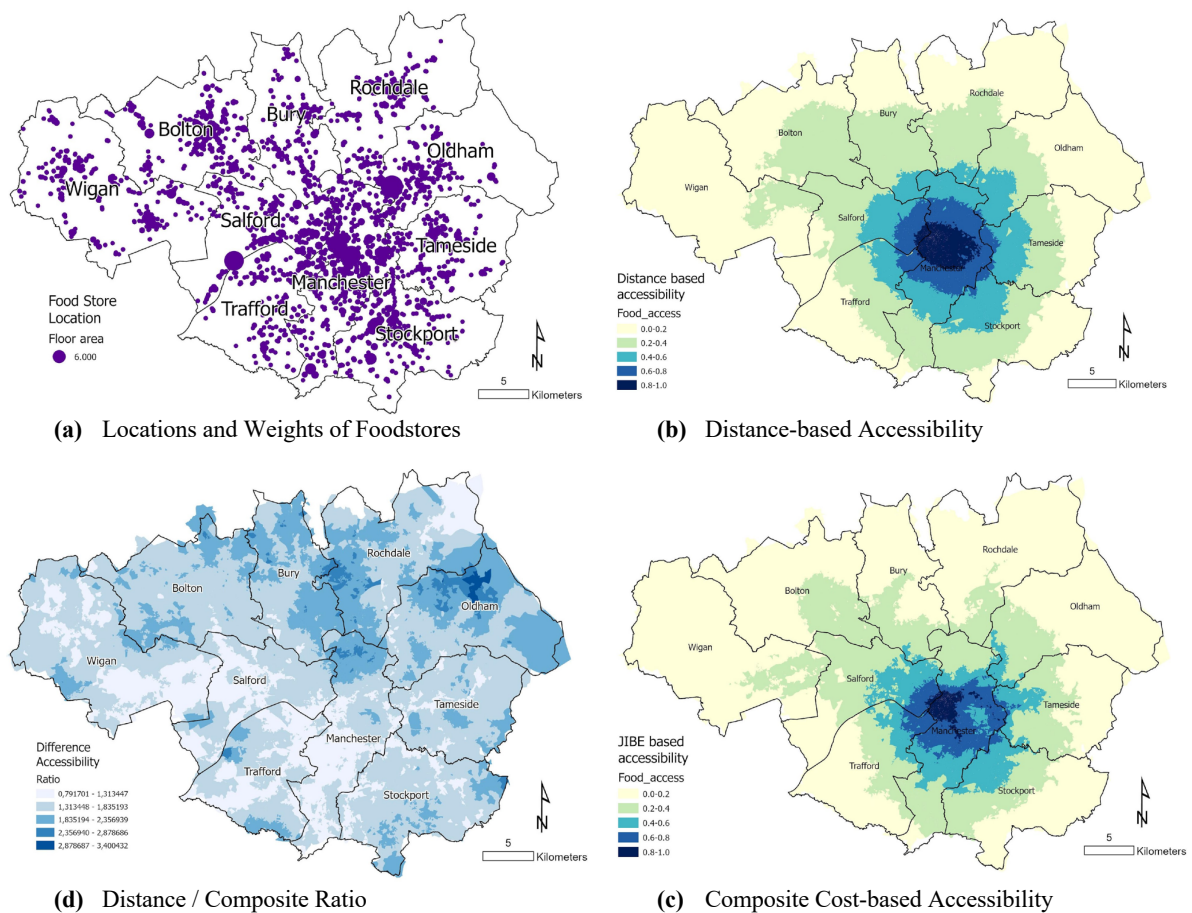 Rochdale
Bury
Bolton
Oldham
Wigan
Salford
Tameside
Manchester
Trafford
Stockport
Food Store
Location
Floor area
6.000
N
5
Kilometers
(a) Locations and Weights of Foodstores
Rochdale
Bury
Bolton
Oldham
Wigan
Salford
Tameside
Manchester
Trafford
Stockport
Distance based
accessibility
Food_access
0.0-0.2
0.2-0.4
0.4-0.6
0.6-0.8
0.8-1.0
N
5
Kilometers
(b) Distance-based Accessibility
Rochdale
Bury
Bolton
Oldham
Wigan
Salford
Tameside
Manchester
Trafford
Stockport
Difference
Accessibility
Ratio
0,791701 - 1,313447
1,313448 - 1,835193
1,835194 - 2,356939
2,356940 - 2,878686
2,878687 - 3,400432
N
5
Kilometers
(d) Distance / Composite Ratio
Rochdale
Bury
Bolton
Oldham
Wigan
Salford
Tameside
Manchester
Trafford
Stockport
JIBE based
accessibility
Food_access
0.0-0.2
0.2-0.4
0.4-0.6
0.6-0.8
0.8-1.0
N
5
Kilometers
(c) Composite Cost-based Accessibility